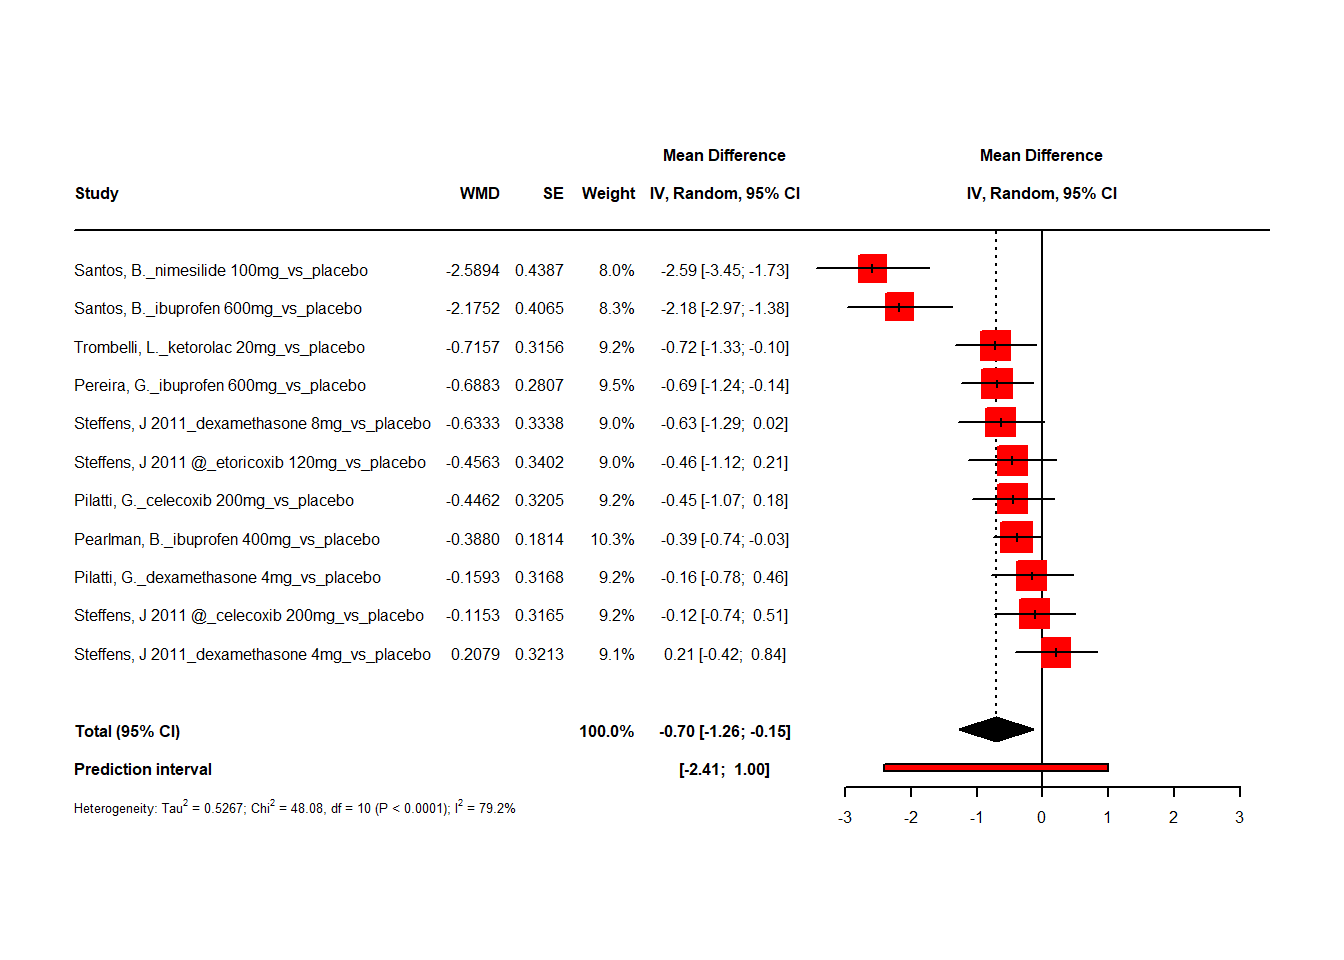 Mean Difference Mean Difference
Study WMD SE Weight IV, Random, 95% CI IV, Random, 95% CI
Santos, B._nimesilide 100mg_vs_placebo -2.5894 0.4387 8.0% -2.59 [-3.45; -1.73]
Santos, B._ibuprofen 600mg_vs_placebo -2.1752 0.4065 8.3% -2.18 [-2.97; -1.38]
Trombelli, L._ketorolac 20mg_vs_placebo -0.7157 0.3156 9.2% -0.72 [-1.33; -0.10]
Pereira, G._ibuprofen 600mg_vs_placebo -0.6883 0.2807 9.5% -0.69 [-1.24; -0.14]
Steffens, J 2011_dexamethasone 8mg_vs_placebo -0.6333 0.3338 9.0% -0.63 [-1.29; 0.02]
Steffens, J 2011 @_etoricoxib 120mg_vs_placebo -0.4563 0.3402 9.0% -0.46 [-1.12; 0.21]
Pilatti, G._celecoxib 200mg_vs_placebo -0.4462 0.3205 9.2% -0.45 [-1.07; 0.18]
Pearlman, B._ibuprofen 400mg_vs_placebo -0.3880 0.1814 10.3% -0.39 [-0.74; -0.03]
Pilatti, G._dexamethasone 4mg_vs_placebo -0.1593 0.3168 9.2% -0.16 [-0.78; 0.46]
Steffens, J 2011 @_celecoxib 200mg_vs_placebo -0.1153 0.3165 9.2% -0.12 [-0.74; 0.51]
Steffens, J 2011_dexamethasone 4mg_vs_placebo 0.2079 0.3213 9.1% 0.21 [-0.42; 0.84]
Total (95% CI) 100.0% -0.70 [-1.26; -0.15]
Prediction interval [-2.41; 1.00]
Heterogeneity: Tau² = 0.5267; Chi² = 48.08, df = 10 (P < 0.0001); I² = 79.2%
-3 -2 -1 0 1 2 3